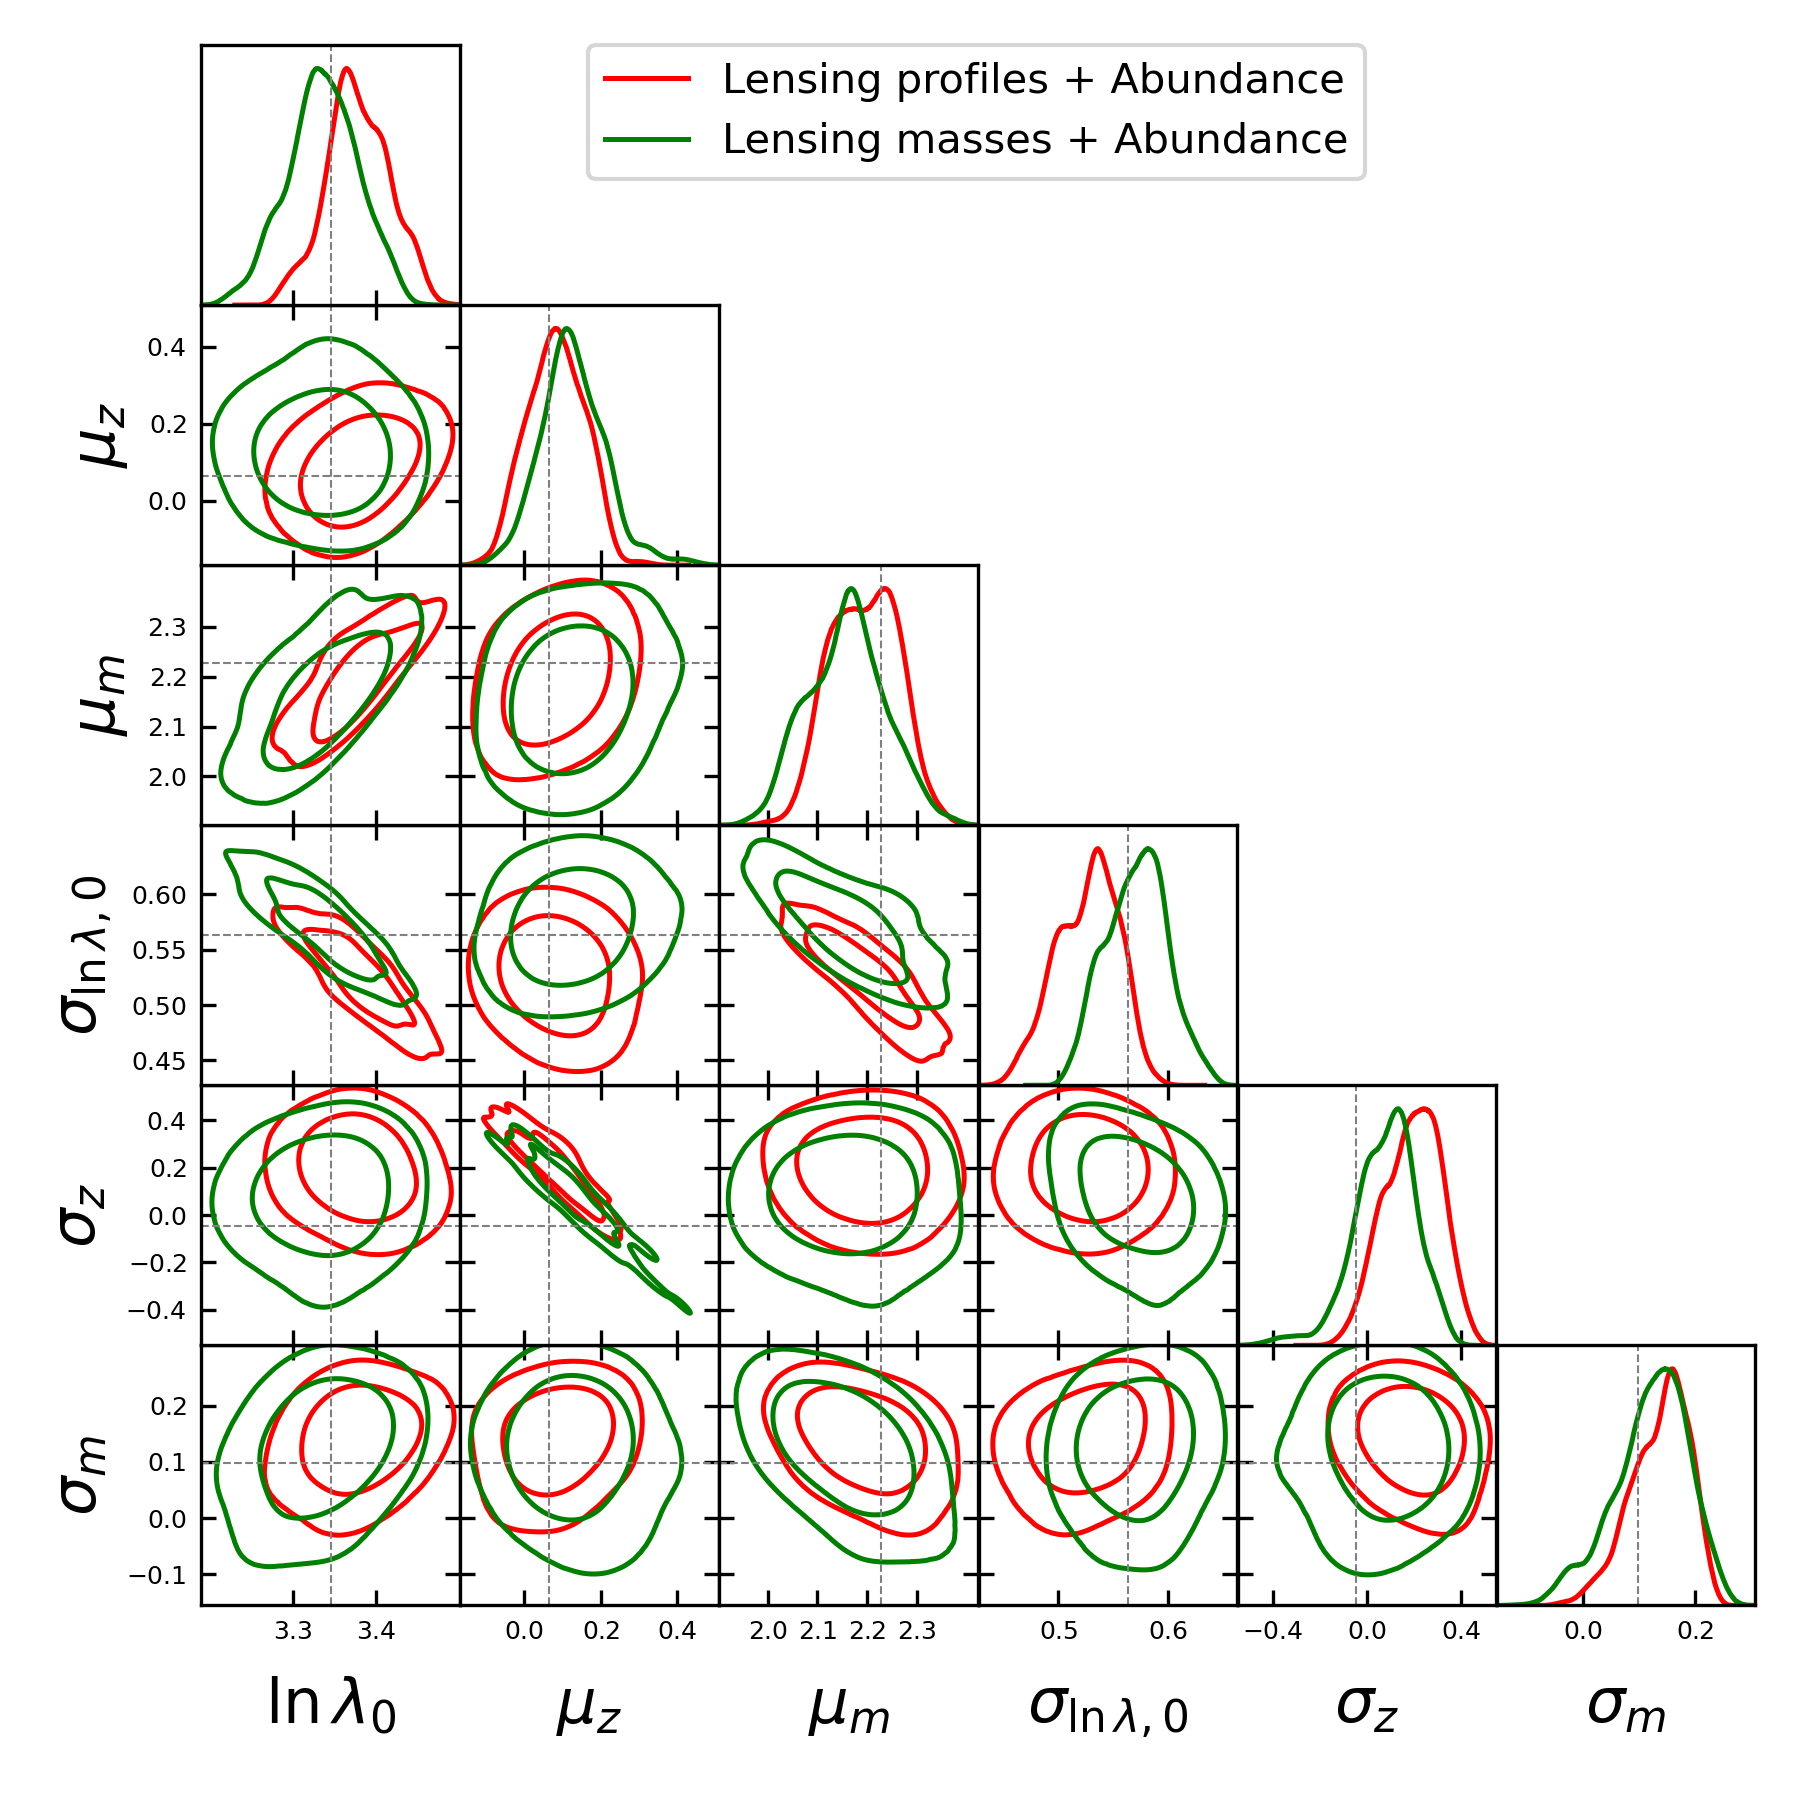 Lensing profiles + Abundance
Lensing masses + Abundance
μz
0.4
0.2
0.0
μm
2.3
2.2
2.1
2.0
σln λ, 0
0.60
0.55
0.50
0.45
σz
0.4
0.2
0.0
−0.2
−0.4
σm
0.2
0.1
0.0
−0.1
3.3 3.4 0.0 0.2 0.4 2.0 2.1 2.2 2.3 0.5 0.6 −0.4 0.0 0.4 0.0 0.2
ln λ0 μz μm σln λ, 0 σz σm